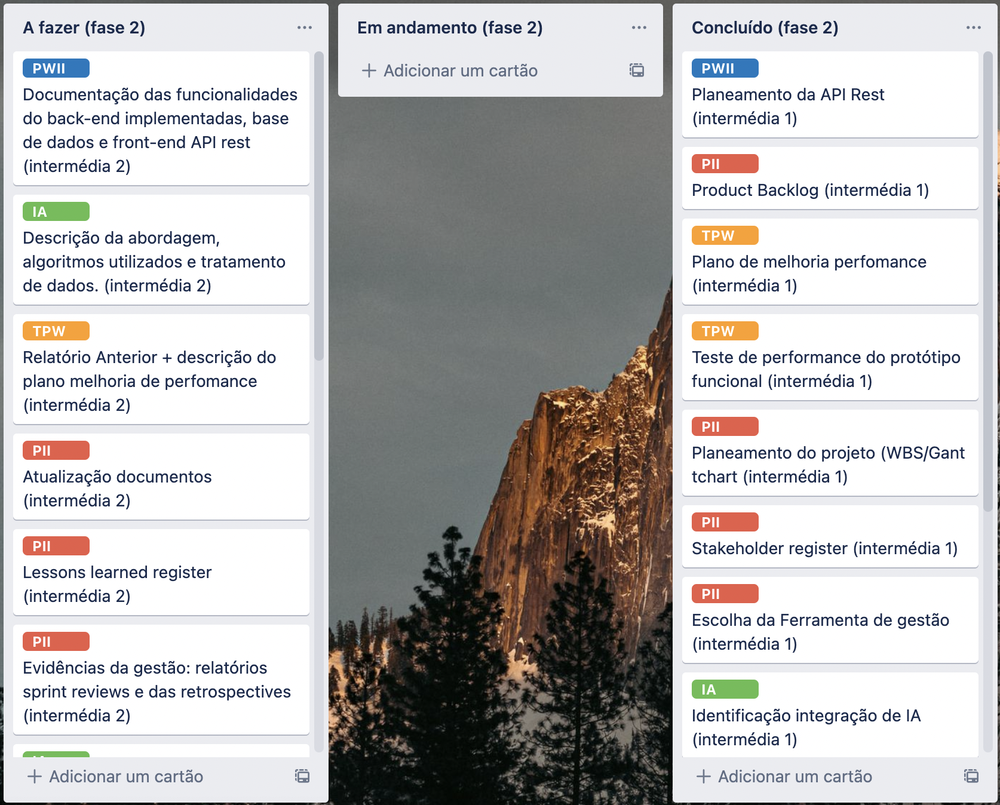 A fazer (fase 2)
PWII
Documentação das funcionalidades
do back-end implementadas, base
de dados e front-end API rest
(intermédia 2)
IA
Descrição da abordagem,
algoritmos utilizados e tratamento
de dados. (intermédia 2)
TPW
Relatório Anterior + descrição do
plano melhoria de perfomance
(intermédia 2)
PII
Atualização documentos
(intermédia 2)
PII
Lessons learned register
(intermédia 2)
PII
Evidências da gestão: relatórios
sprint reviews e das retrospectives
(intermédia 2)
Adicionar um cartão
Em andamento (fase 2)
Adicionar um cartão
Concluído (fase 2)
PWII
Planeamento da API Rest
(intermédia 1)
PII
Product Backlog (intermédia 1)
TPW
Plano de melhoria perfomance
(intermédia 1)
TPW
Teste de performance do protótipo
funcional (intermédia 1)
PII
Planeamento do projeto (WBS/Gant
tchart (intermédia 1)
PII
Stakeholder register (intermédia 1)
PII
Escolha da Ferramenta de gestão
(intermédia 1)
IA
Identificação integração de IA
(intermédia 1)
Adicionar um cartão